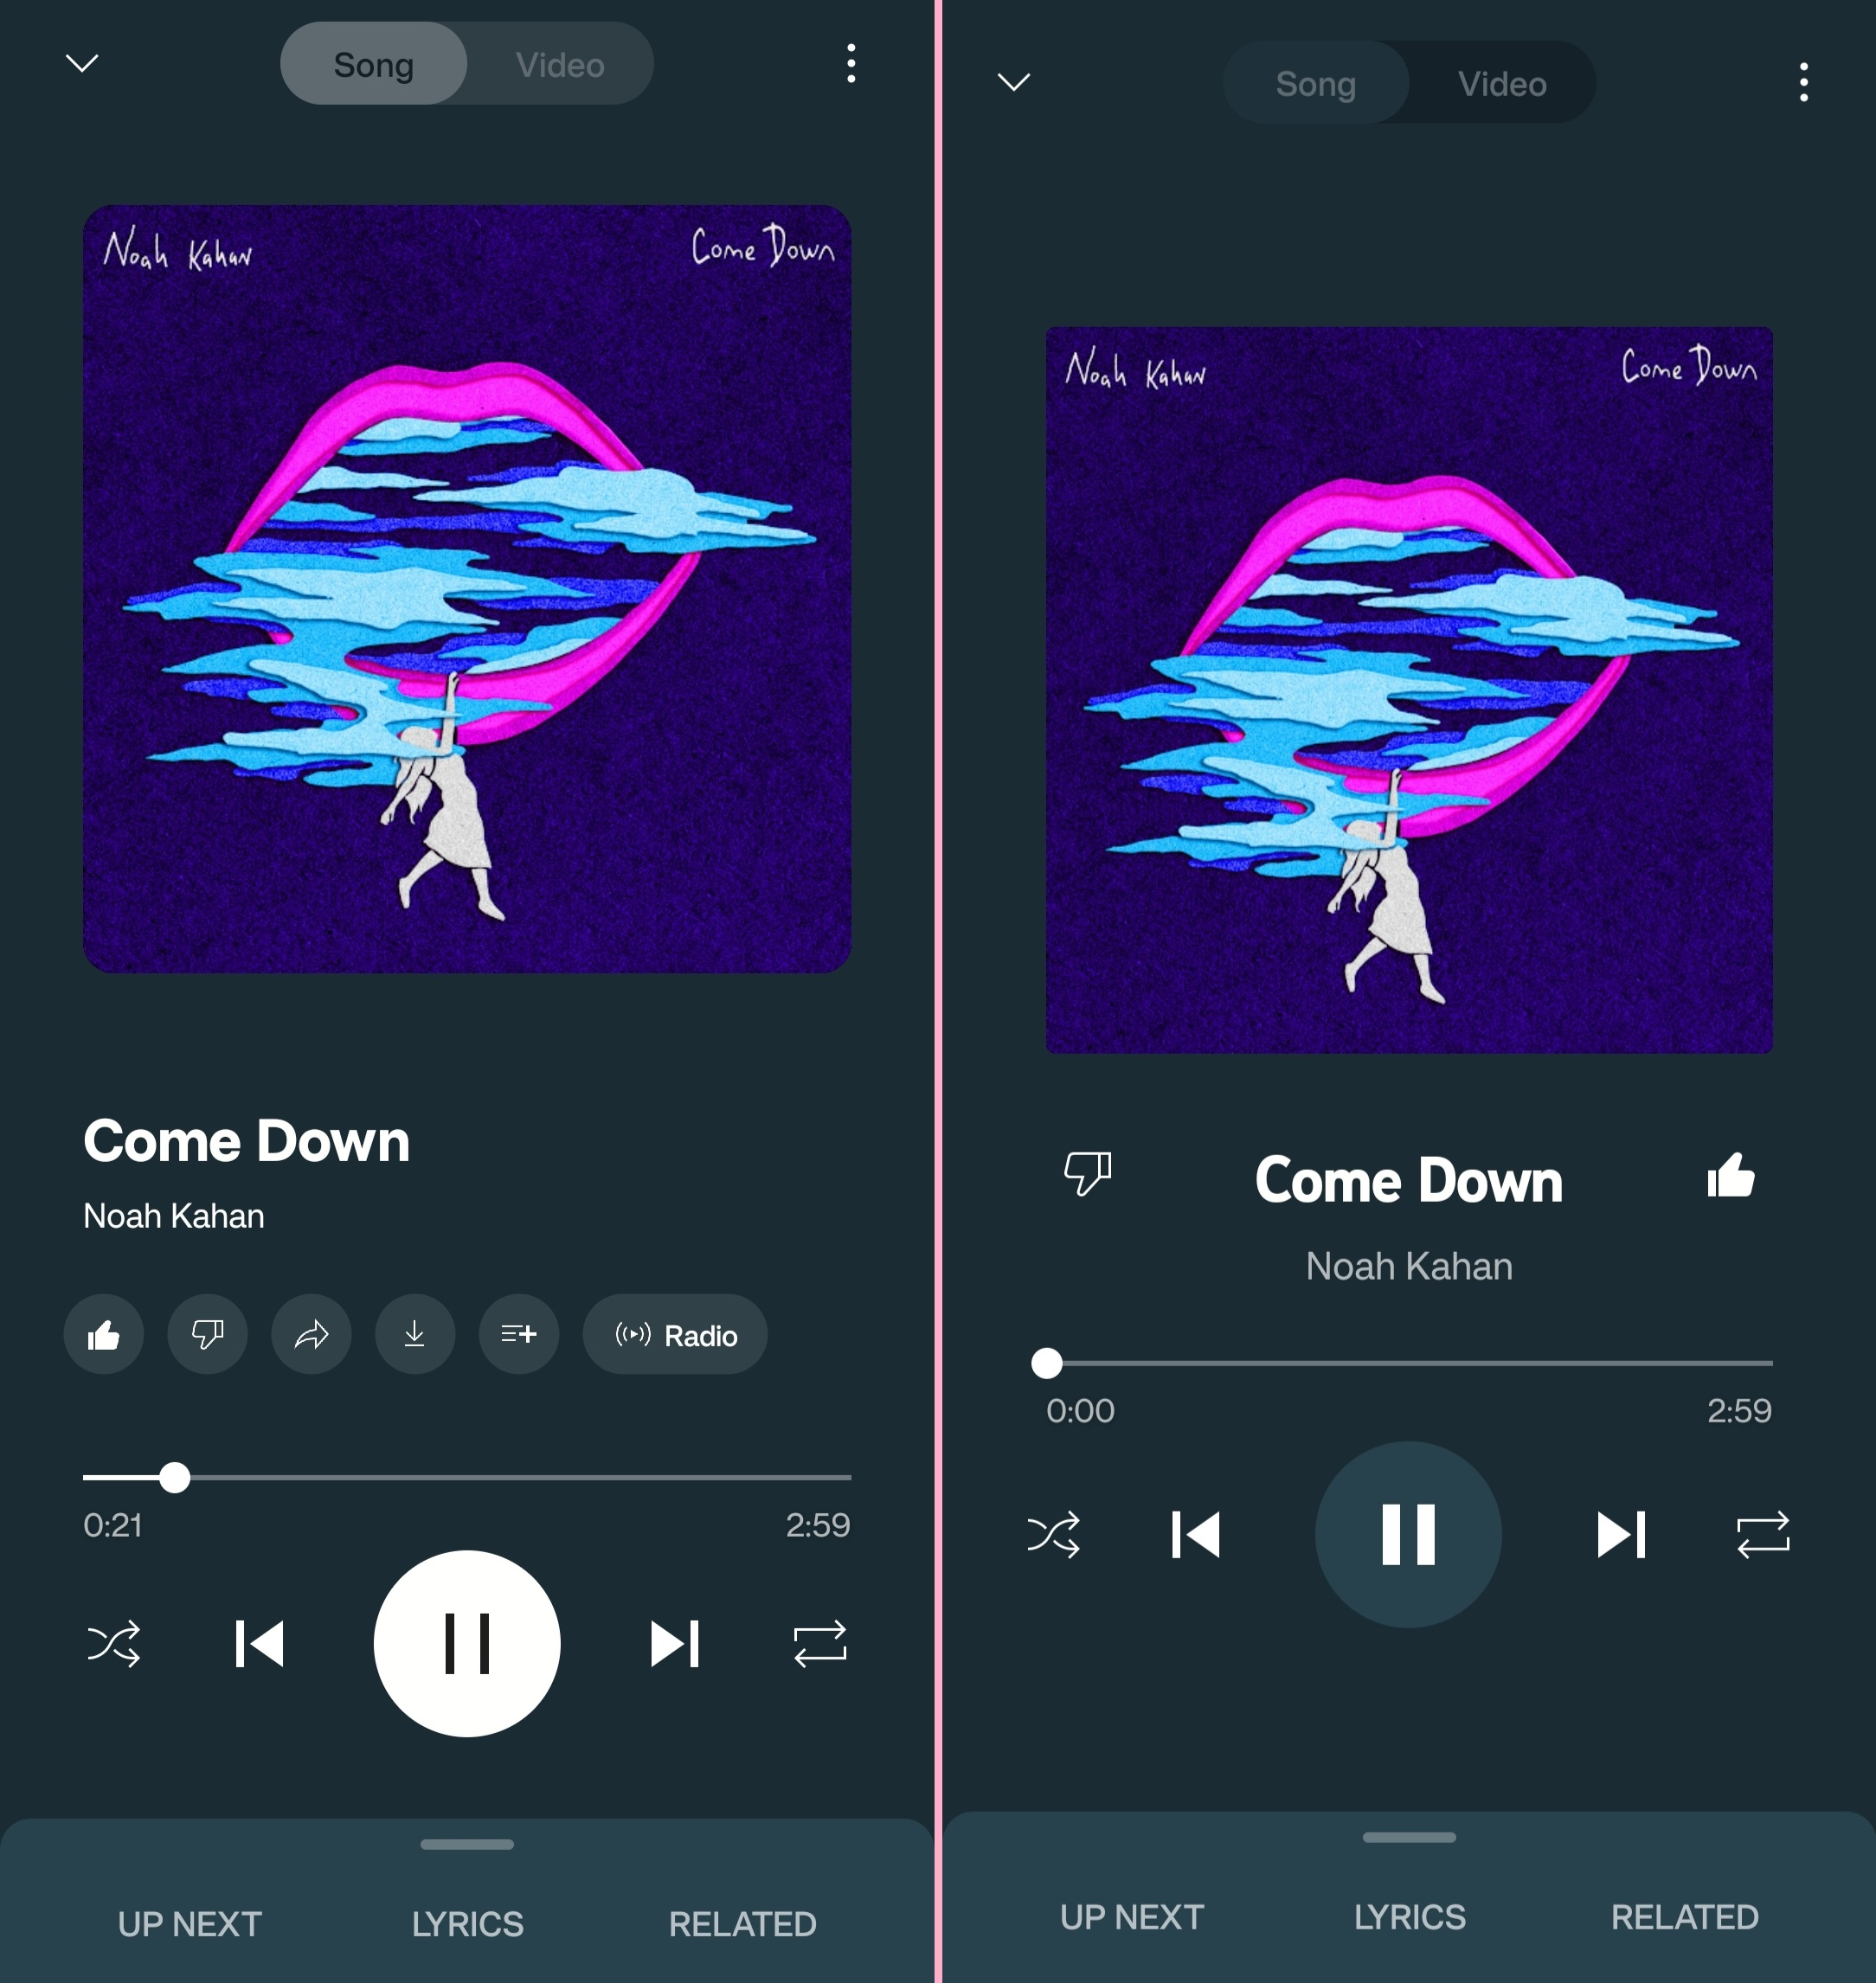 Song Video
Noah Kahan Come Down
Come Down
Noah Kahan
Radio
0:21 2:59
UP NEXT LYRICS RELATED
Song Video
Noah Kahan Come Down
Come Down
Noah Kahan
0:00 2:59
UP NEXT LYRICS RELATED